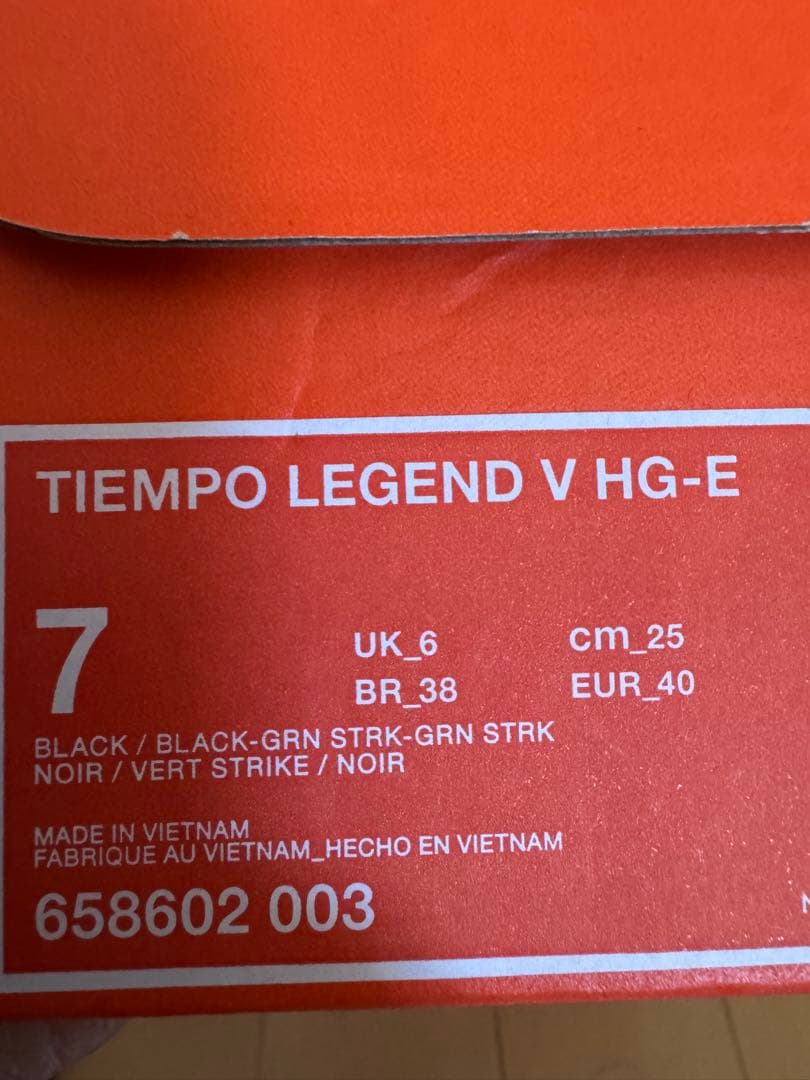 TIEMPO LEGEND V HG-E
7
UK_6 cm_25
BR_38 EUR_40
BLACK / BLACK-GRN STRK-GRN STRK
NOIR / VERT STRIKE / NOIR
MADE IN VIETNAM
FABRIQUE AU VIETNAM_HECHO EN VIETNAM
658602 003